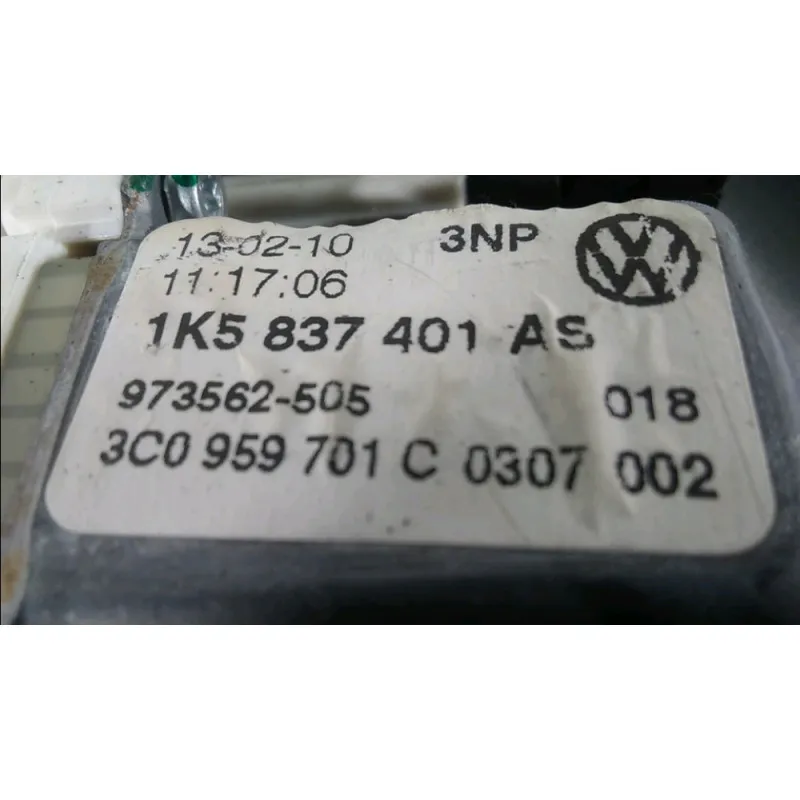 13-02-10 3NP
11:17:06
1K5 837 401 AS
973562-505 018
3C0 959 701 C 0307 002